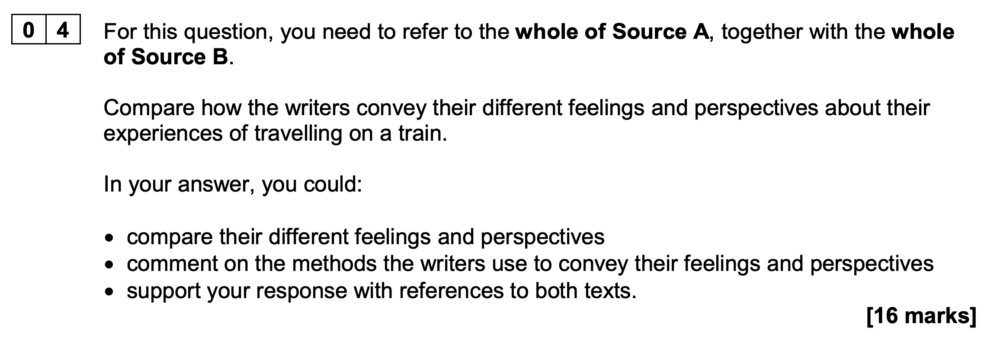 0 4 For this question, you need to refer to the whole of Source A, together with the whole
of Source B.
Compare how the writers convey their different feelings and perspectives about their
experiences of travelling on a train.
In your answer, you could:
• compare their different feelings and perspectives
• comment on the methods the writers use to convey their feelings and perspectives
• support your response with references to both texts.
[16 marks]